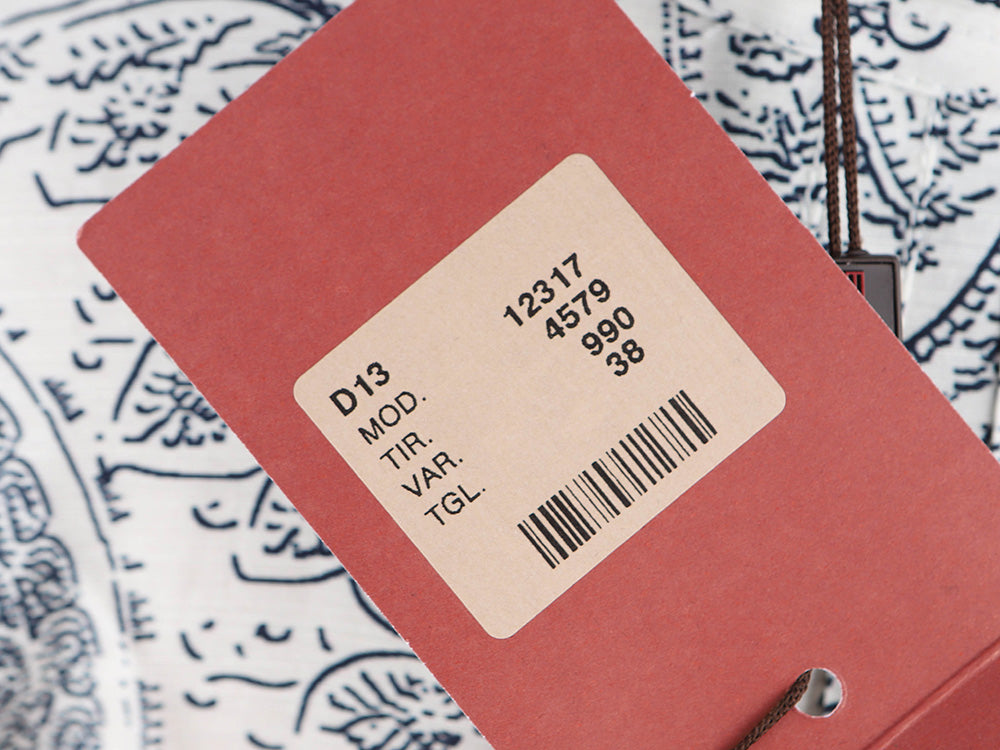 D13
MOD. 12317
TIR. 4579
VAR. 990
TGL. 38